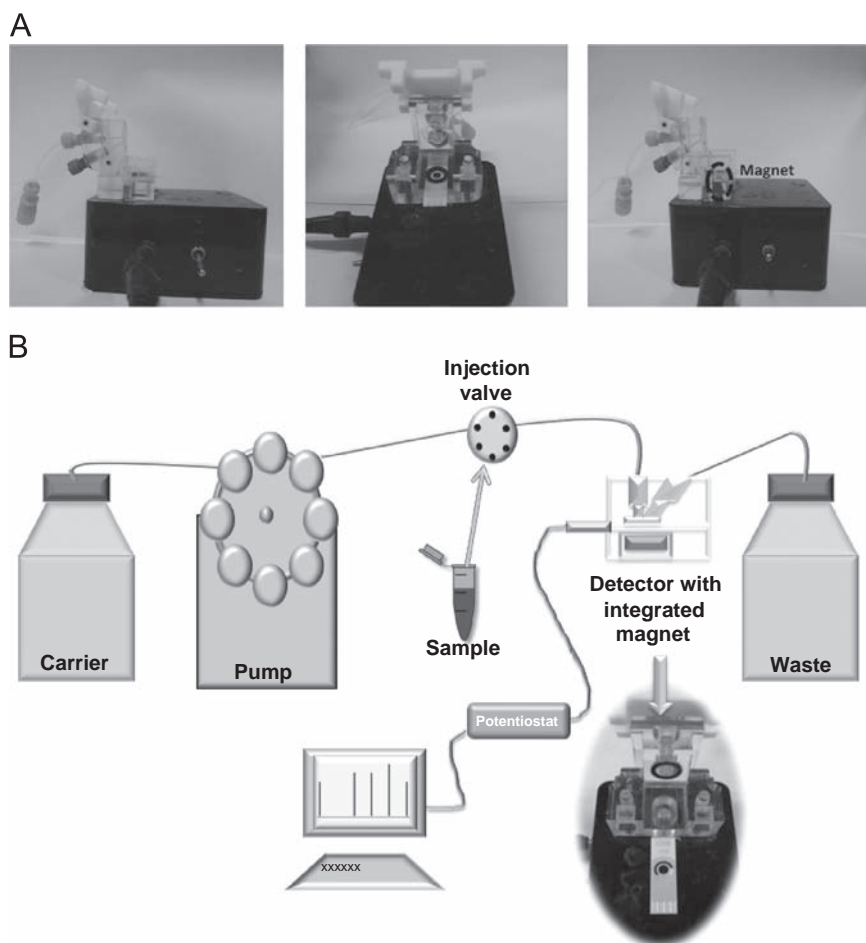 A
Magnet
B
Injection
valve
Carrier
Pump
Sample
Detector with
integrated
magnet
Waste
Potentiostat
xxxxxx